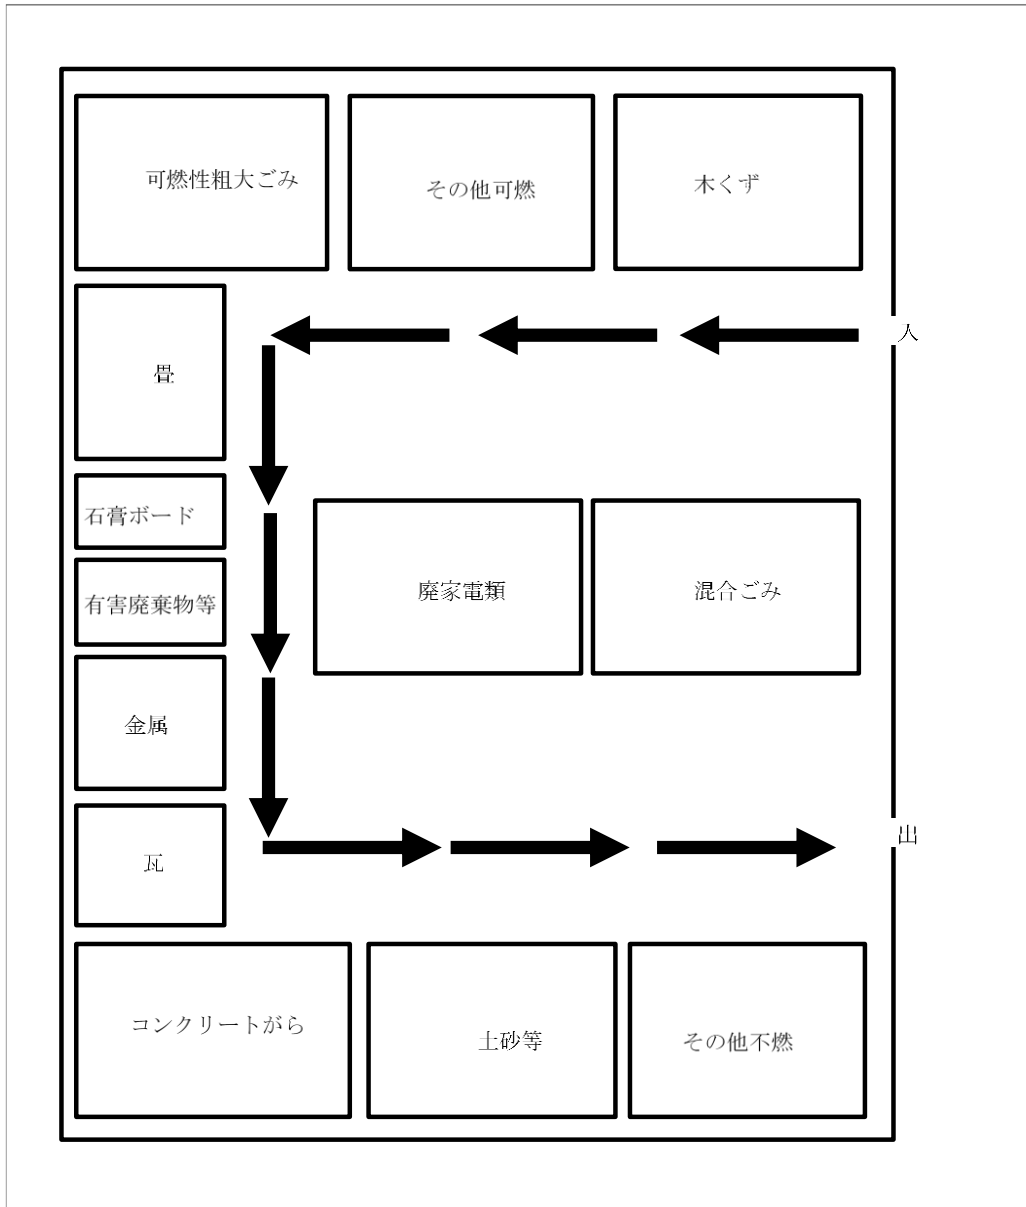 可燃性粗大ごみ
その他可燃
木くず
入
畳
石膏ボード
有害廃棄物等
廃家電類
混合ごみ
金属
出
瓦
コンクリートがら
土砂等
その他不燃